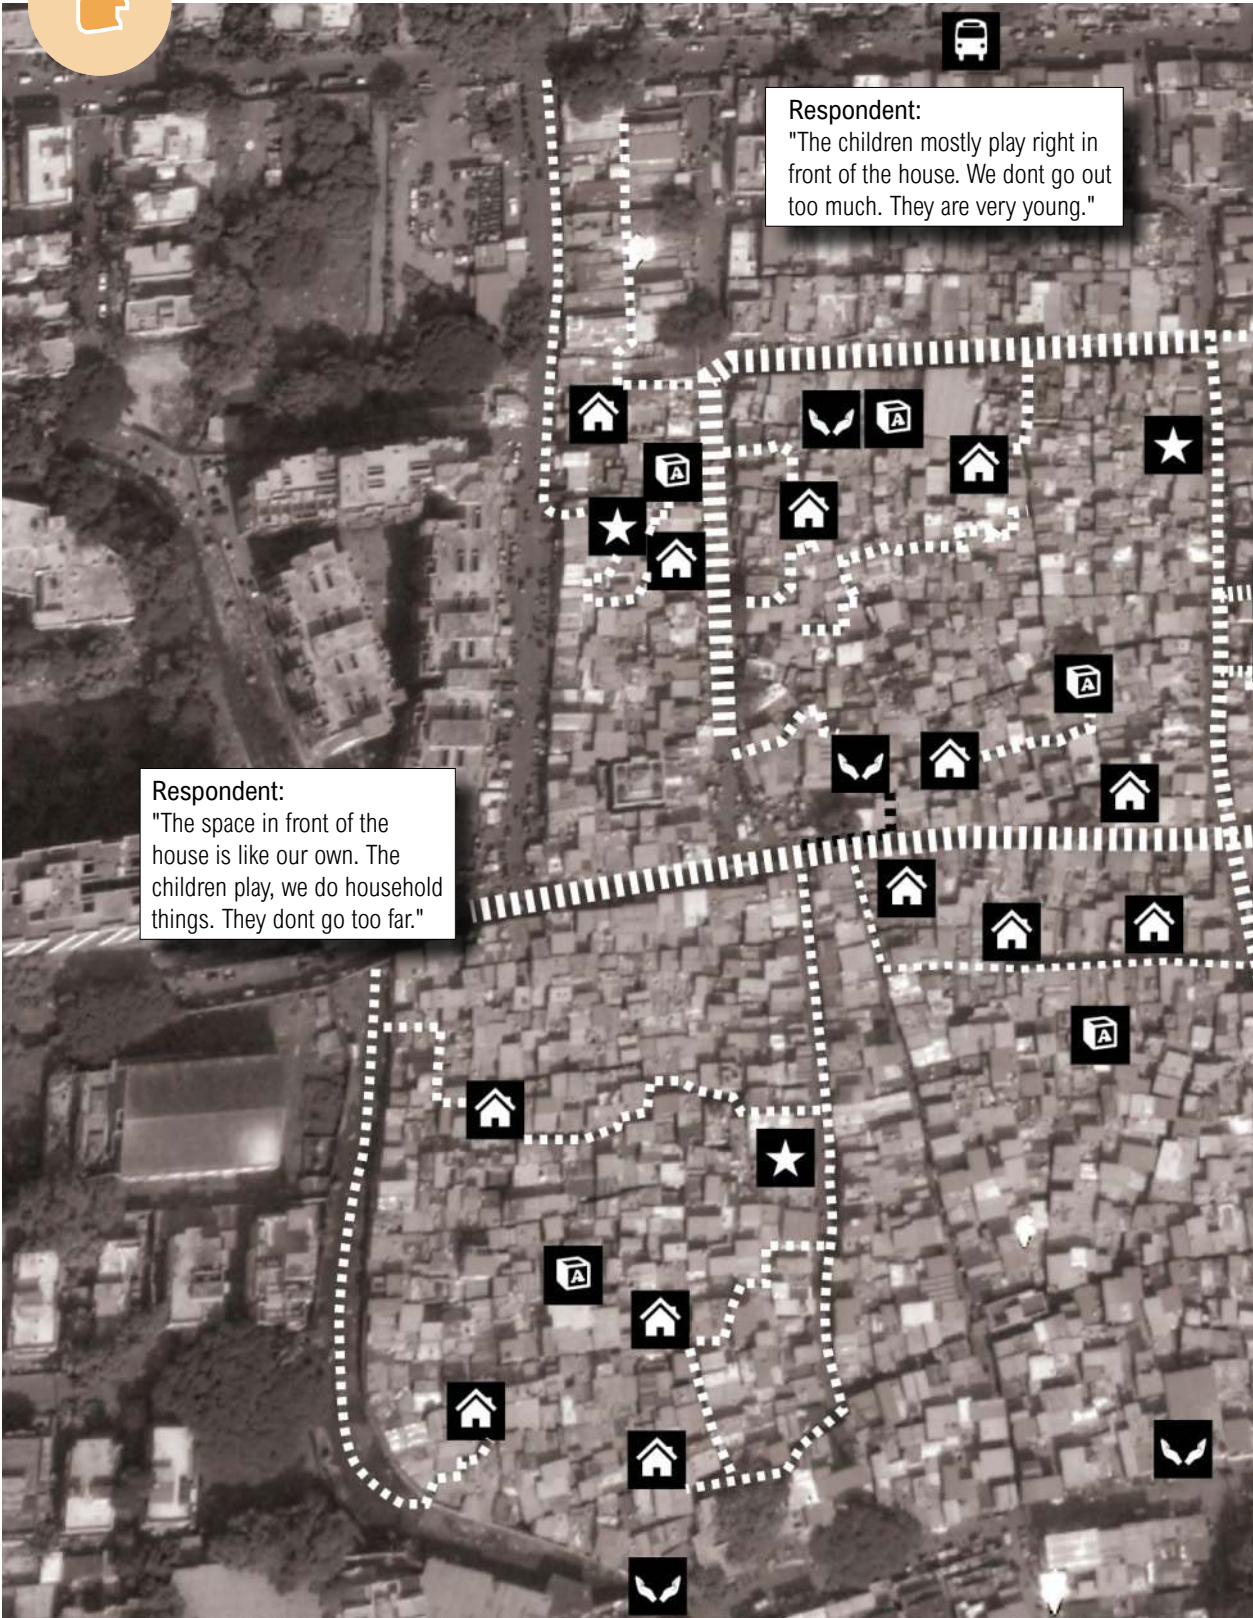 Respondent:
"The children mostly play right in
front of the house. We dont go out
too much. They are very young."
A
A
A
Respondent:
"The space in front of the
house is like our own. The
children play, we do household
things. They dont go too far."
A
A